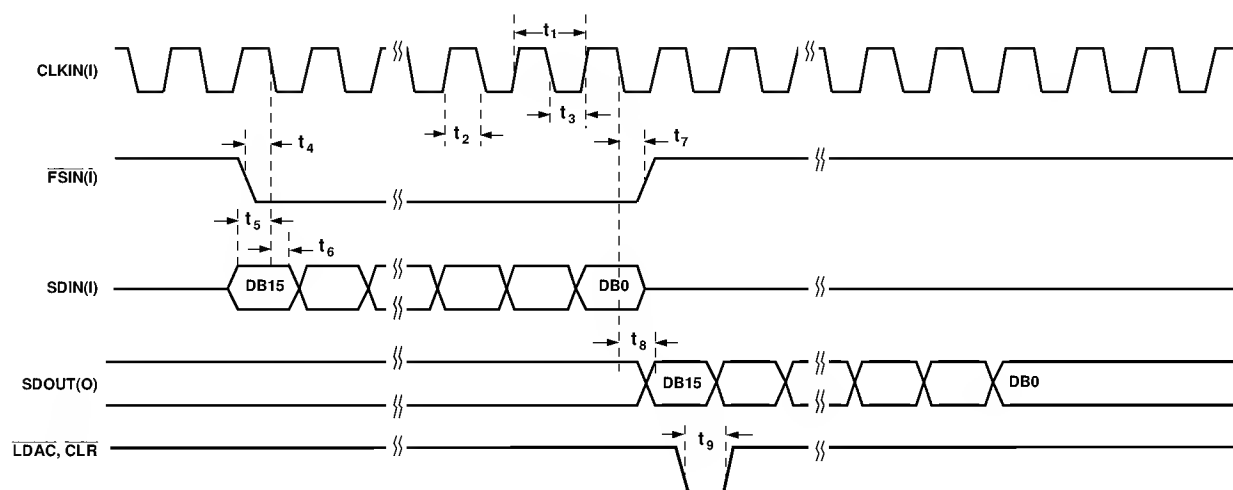 t1
CLKIN(I)
t2
t3
t4
t7
FSIN(I)
t5
t6
SDIN(I)
DB15
DB0
t8
SDOUT(O)
DB15
DB0
t9
LDAC, CLR